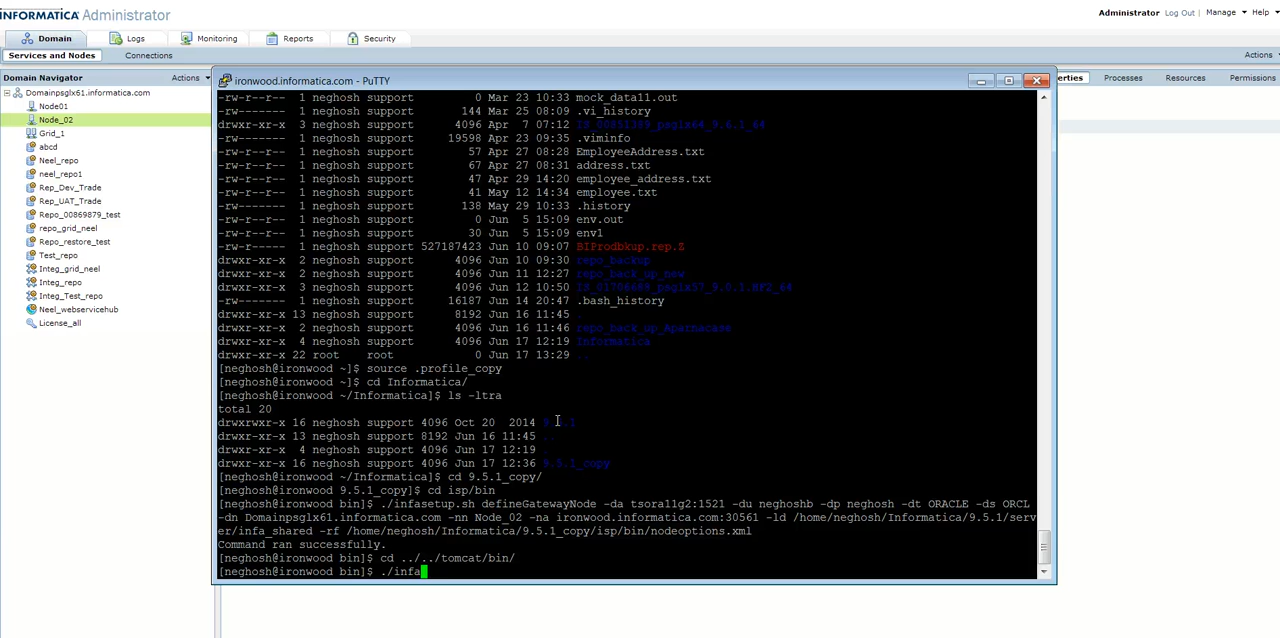 INFORMATICA Administrator
Administrator Log Out Manage Help
Domain Logs Monitoring Reports Security
Services and Nodes Connections Actions
Domain Navigator Actions
erties Processes Resources Permissions
Domainpsglx61.informatica.com
Node01
Node_02
Grid_1
abcd
Neel_repo
neel_repo1
Rep_Dev_Trade
Rep_UAT_Trade
Repo_00869879_test
repo_grid_neel
Repo_restore_test
Test_repo
Integ_grid_neel
Integ_repo
Integ_Test_repo
Neel_webservicehub
License_all
ironwood.informatica.com - PuTTY
-rw-r--r-- 1 neghosh support 0 Mar 23 10:33 mock_data11.out
-rw------- 1 neghosh support 144 Mar 25 08:09 .vi_history
drwxr-xr-x 3 neghosh support 4096 Apr 7 07:12 IS_00851389_psglx64_9.6.1_64
-rw------- 1 neghosh support 19598 Apr 23 09:35 .viminfo
-rw-r--r-- 1 neghosh support 57 Apr 27 08:28 EmployeeAddress.txt
-rw-r--r-- 1 neghosh support 67 Apr 27 08:31 address.txt
-rw-r--r-- 1 neghosh support 47 Apr 29 14:20 employee_address.txt
-rw-r--r-- 1 neghosh support 41 May 12 14:34 employee.txt
-rw------- 1 neghosh support 138 May 29 10:33 .history
-rw-r--r-- 1 neghosh support 0 Jun 5 15:09 env.out
-rw-r--r-- 1 neghosh support 30 Jun 5 15:09 env1
-rw-r----- 1 neghosh support 527187423 Jun 10 09:07 BIProdbkup.rep.Z
drwxr-xr-x 2 neghosh support 4096 Jun 10 09:30 repo_backup
drwxr-xr-x 2 neghosh support 4096 Jun 11 12:27 repo_back_up_new
drwxr-xr-x 3 neghosh support 4096 Jun 12 10:50 IS_01706688_psglx57_9.0.1.HF2_64
-rw------- 1 neghosh support 16187 Jun 14 20:47 .bash_history
drwxr-xr-x 13 neghosh support 8192 Jun 16 11:45 .
drwxr-xr-x 2 neghosh support 4096 Jun 16 11:46 repo_back_up_Aparnacase
drwxr-xr-x 4 neghosh support 4096 Jun 17 12:19 Informatica
drwxr-xr-x 22 root root 0 Jun 17 13:29 ..
[neghosh@ironwood ~]$ source .profile_copy
[neghosh@ironwood ~]$ cd Informatica/
[neghosh@ironwood ~/Informatica]$ ls -ltra
total 20
drwxrwxr-x 16 neghosh support 4096 Oct 20 2014
drwxr-xr-x 13 neghosh support 8192 Jun 16 11:45 ..
drwxr-xr-x 4 neghosh support 4096 Jun 17 12:19 .
drwxr-xr-x 16 neghosh support 4096 Jun 17 12:36 9.5.1_copy
[neghosh@ironwood ~/Informatica]$ cd 9.5.1_copy/
[neghosh@ironwood 9.5.1_copy]$ cd isp/bin
[neghosh@ironwood bin]$ ./infasetup.sh defineGatewayNode -da tsora11g2:1521 -du neghoshb -dp neghosh -dt ORACLE -ds ORCL
-dn Domainpsglx61.informatica.com -nn Node_02 -na ironwood.informatica.com:30561 -ld /home/neghosh/Informatica/9.5.1/serv
er/infa_shared -rf /home/neghosh/Informatica/9.5.1_copy/isp/bin/nodeoptions.xml
Command ran successfully.
[neghosh@ironwood bin]$ cd ../../tomcat/bin/
[neghosh@ironwood bin]$ ./infa